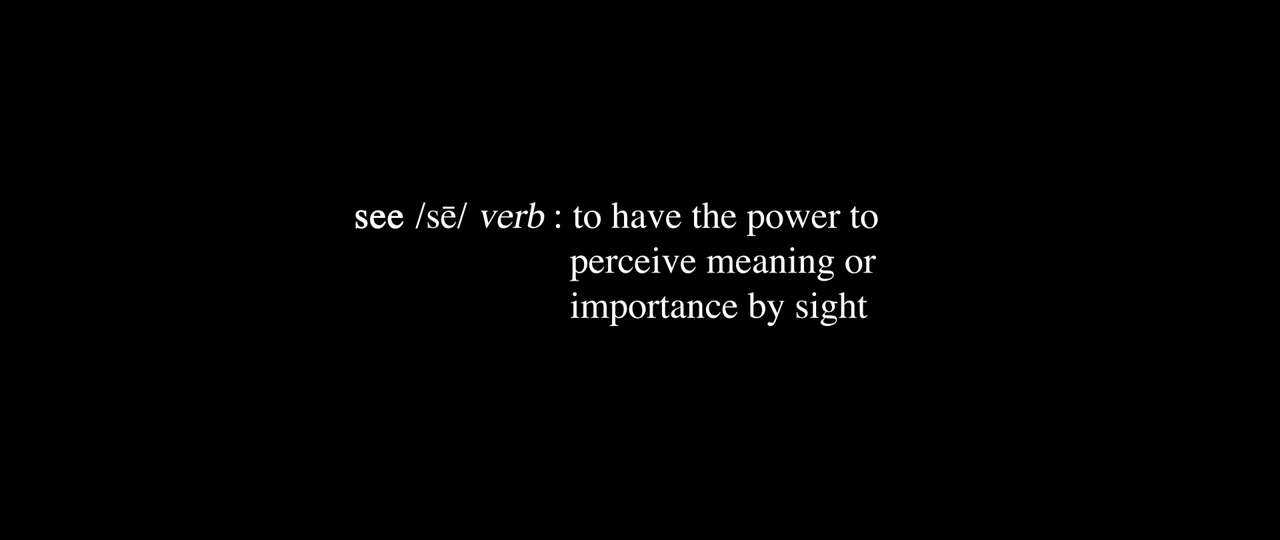 see /sē/ verb : to have the power to
perceive meaning or
importance by sight